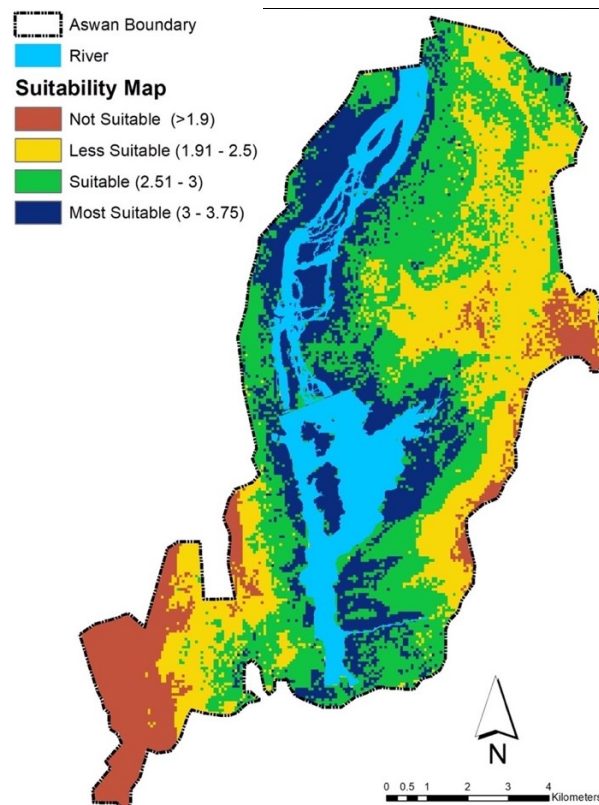 Aswan Boundary
River
Suitability Map
Not Suitable (>1.9)
Less Suitable (1.91 - 2.5)
Suitable (2.51 - 3)
Most Suitable (3 - 3.75)
N
0 0.5 1 2 3 4
Kilometers